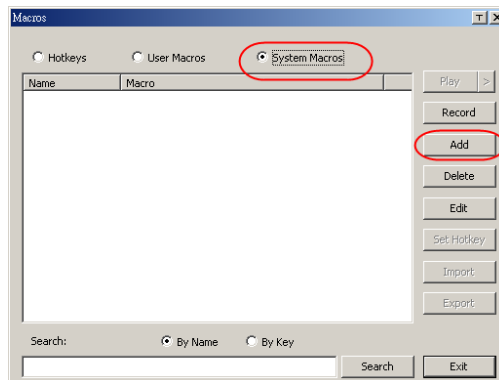 Macros
Hotkeys User Macros System Macros
Name Macro
Play >
Record
Add
Delete
Edit
Set Hotkey
Import
Export
Search: By Name By Key
Search Exit